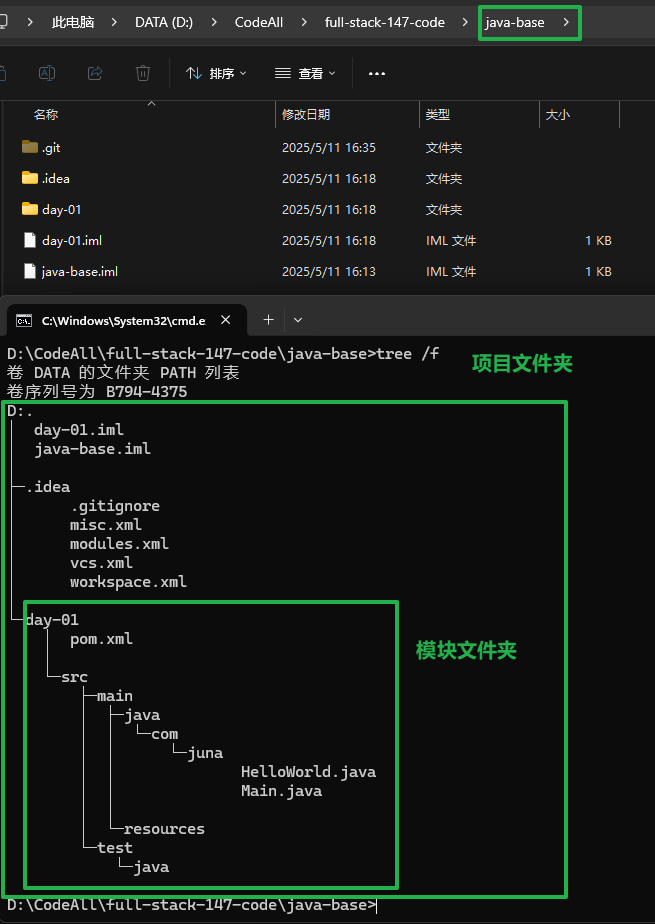 此电脑 > DATA (D:) > CodeAll > full-stack-147-code > java-base >
排序 查看 •••
名称 修改日期 类型 大小
.git 2025/5/11 16:35 文件夹
.idea 2025/5/11 16:18 文件夹
day-01 2025/5/11 16:18 文件夹
day-01.iml 2025/5/11 16:18 IML 文件 1 KB
java-base.iml 2025/5/11 16:13 IML 文件 1 KB
C:\Windows\System32\cmd.e
D:\CodeAll\full-stack-147-code\java-base>tree /f
项目文件夹
卷 DATA 的文件夹 PATH 列表
卷序列号为 B794-4375
D:.
│  day-01.iml
│  java-base.iml
│
├─.idea
│      .gitignore
│      misc.xml
│      modules.xml
│      vcs.xml
│      workspace.xml
│
└─day-01
    │  pom.xml
模块文件夹
    │
    └─src
        ├─main
        │  ├─java
        │  │  └─com
        │  │      └─juna
        │  │              HelloWorld.java
        │  │              Main.java
        │  │
        │  └─resources
        └─test
            └─java
D:\CodeAll\full-stack-147-code\java-base>